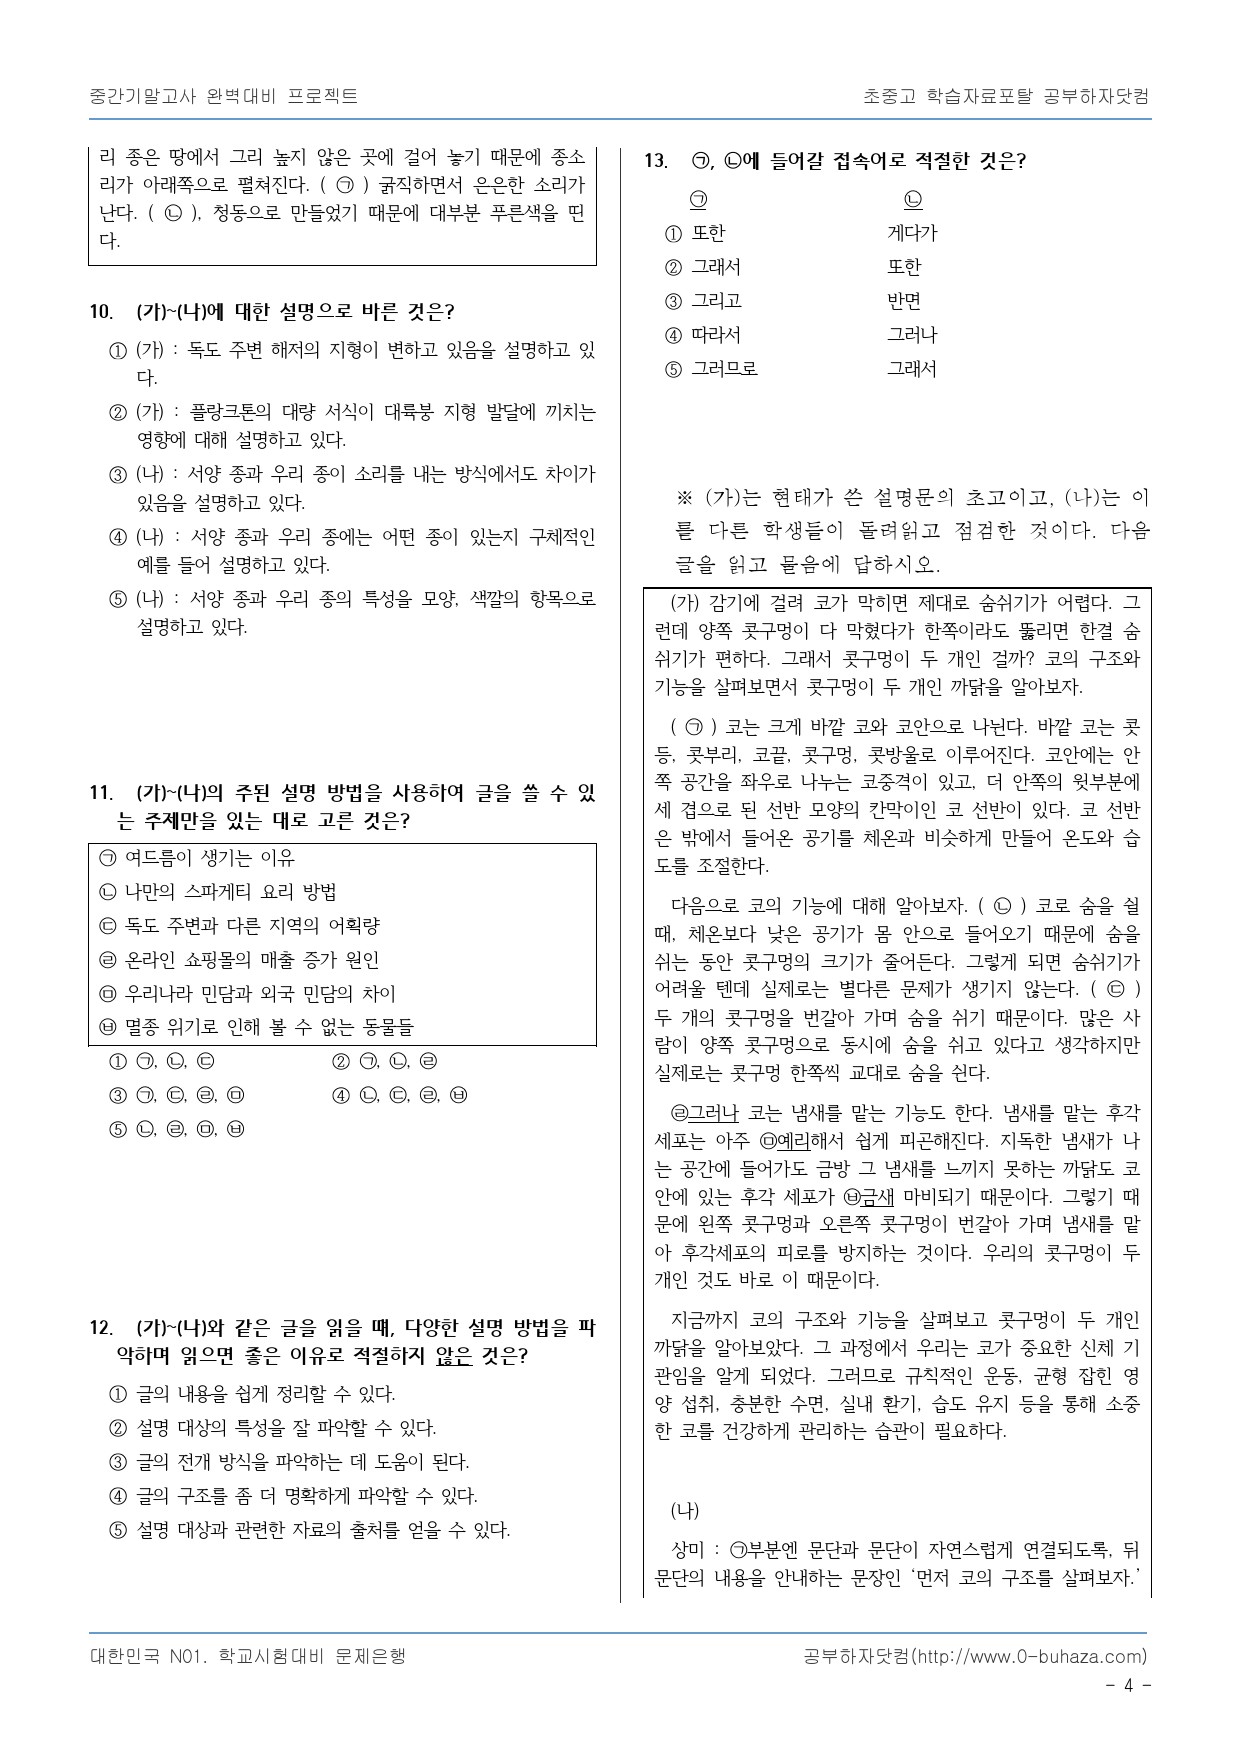 중간기말고사 완벽대비 프로젝트
초중고 학습자료포탈 공부하자닷컴
리 종은 땅에서 그리 높지 않은 곳에 걸어 놓기 때문에 종소
리가 아래쪽으로 펼쳐진다. ( ㉠ ) 굵직하면서 은은한 소리가
난다. ( ㉡ ), 청동으로 만들었기 때문에 대부분 푸른색을 띤
다.
10. (가)~(나)에 대한 설명으로 바른 것은?
① (가) : 독도 주변 해저의 지형이 변하고 있음을 설명하고 있
다.
② (가) : 플랑크톤의 대량 서식이 대륙붕 지형 발달에 끼치는
영향에 대해 설명하고 있다.
③ (나) : 서양 종과 우리 종이 소리를 내는 방식에서도 차이가
있음을 설명하고 있다.
④ (나) : 서양 종과 우리 종에는 어떤 종이 있는지 구체적인
예를 들어 설명하고 있다.
⑤ (나) : 서양 종과 우리 종의 특성을 모양, 색깔의 항목으로
설명하고 있다.
11. (가)~(나)의 주된 설명 방법을 사용하여 글을 쓸 수 있
는 주제만을 있는 대로 고른 것은?
㉠ 여드름이 생기는 이유
㉡ 나만의 스파게티 요리 방법
㉢ 독도 주변과 다른 지역의 어획량
㉣ 온라인 쇼핑몰의 매출 증가 원인
㉤ 우리나라 민담과 외국 민담의 차이
㉥ 멸종 위기로 인해 볼 수 없는 동물들
① ㉠, ㉡, ㉢ ② ㉠, ㉡, ㉣
③ ㉠, ㉢, ㉣, ㉤ ④ ㉡, ㉢, ㉣, ㉥
⑤ ㉡, ㉣, ㉤, ㉥
12. (가)~(나)와 같은 글을 읽을 떄, 다양한 설명 방법을 파
악하며 읽으면 좋은 이유로 적절하지 않은 것은?
① 글의 내용을 쉽게 정리할 수 있다.
② 설명 대상의 특성을 잘 파악할 수 있다.
③ 글의 전개 방식을 파악하는 데 도움이 된다.
④ 글의 구조를 좀 더 명확하게 파악할 수 있다.
⑤ 설명 대상과 관련한 자료의 출처를 얻을 수 있다.
13. ㉠, ㉡에 들어갈 접속어로 적절한 것은?
㉠ ㉡
① 또한 게다가
② 그래서 또한
③ 그리고 반면
④ 따라서 그러나
⑤ 그러므로 그래서
※ (가)는 현태가 쓴 설명문의 초고이고, (나)는 이
를 다른 학생들이 돌려읽고 점검한 것이다. 다음
글을 읽고 물음에 답하시오.
(가) 감기에 걸려 코가 막히면 제대로 숨쉬기가 어렵다. 그
런데 양쪽 콧구멍이 다 막혔다가 한쪽이라도 뚫리면 한결 숨
쉬기가 편하다. 그래서 콧구멍이 두 개인 걸까? 코의 구조와
기능을 살펴보면서 콧구멍이 두 개인 까닭을 알아보자.
( ㉠ ) 코는 크게 바깥 코와 코안으로 나뉜다. 바깥 코는 콧
등, 콧부리, 코끝, 콧구멍, 콧방울로 이루어진다. 코안에는 안
쪽 공간을 좌우로 나누는 코중격이 있고, 더 안쪽의 윗부분에
세 겹으로 된 선반 모양의 칸막이인 코 선반이 있다. 코 선반
은 밖에서 들어온 공기를 체온과 비슷하게 만들어 온도와 습
도를 조절한다.
다음으로 코의 기능에 대해 알아보자. ( ㉡ ) 코로 숨을 쉴
때, 체온보다 낮은 공기가 몸 안으로 들어오기 때문에 숨을
쉬는 동안 콧구멍의 크기가 줄어든다. 그렇게 되면 숨쉬기가
어려울 텐데 실제로는 별다른 문제가 생기지 않는다. ( ㉢ )
두 개의 콧구멍을 번갈아 가며 숨을 쉬기 때문이다. 많은 사
람이 양쪽 콧구멍으로 동시에 숨을 쉬고 있다고 생각하지만
실제로는 콧구멍 한쪽씩 교대로 숨을 쉰다.
㉣그러나 코는 냄새를 맡는 기능도 한다. 냄새를 맡는 후각
세포는 아주 ㉤예리해서 쉽게 피곤해진다. 지독한 냄새가 나
는 공간에 들어가도 금방 그 냄새를 느끼지 못하는 까닭도 코
안에 있는 후각 세포가 ㉥금새 마비되기 때문이다. 그렇기 때
문에 왼쪽 콧구멍과 오른쪽 콧구멍이 번갈아 가며 냄새를 맡
아 후각세포의 피로를 방지하는 것이다. 우리의 콧구멍이 두
개인 것도 바로 이 때문이다.
지금까지 코의 구조와 기능을 살펴보고 콧구멍이 두 개인
까닭을 알아보았다. 그 과정에서 우리는 코가 중요한 신체 기
관임을 알게 되었다. 그러므로 규칙적인 운동, 균형 잡힌 영
양 섭취, 충분한 수면, 실내 환기, 습도 유지 등을 통해 소중
한 코를 건강하게 관리하는 습관이 필요하다.
(나)
상미 : ㉠부분엔 문단과 문단이 자연스럽게 연결되도록, 뒤
문단의 내용을 안내하는 문장인 ‘먼저 코의 구조를 살펴보자.’
대한민국 N01. 학교시험대비 문제은행
공부하자닷컴(http://www.0-buhaza.com)
- 4 -